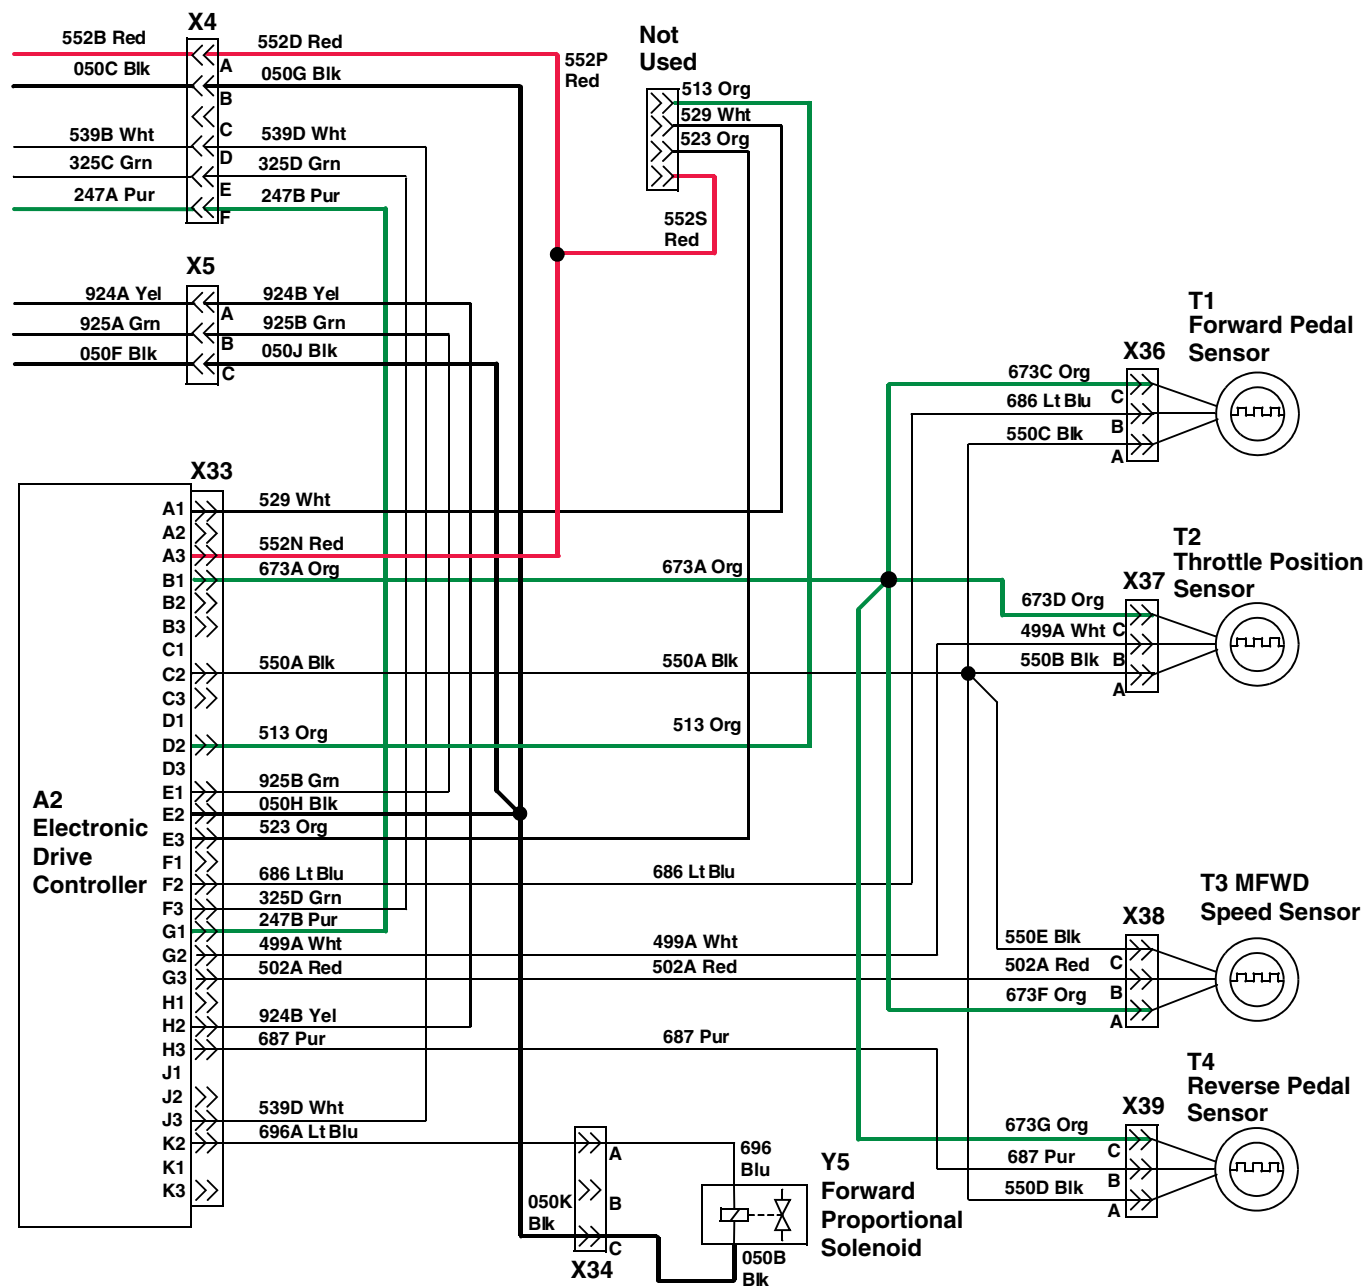 X4
552B Red
552D Red
A
050C Blk
050G Blk
B
C
539B Wht
539D Wht
D
325C Grn
325D Grn
E
247A Pur
247B Pur
F
552P
Red
Not
Used
513 Org
529 Wht
523 Org
552S
Red
X5
924A Yel
924B Yel
A
925A Grn
925B Grn
B
050F Blk
050J Blk
C
X33
A1
529 Wht
A2
A3
552N Red
B1
673A Org
673A Org
B2
B3
C1
C2
550A Blk
550A Blk
C3
D1
D2
513 Org
513 Org
D3
E1
925B Grn
E2
050H Blk
E3
523 Org
F1
F2
686 Lt Blu
686 Lt Blu
F3
325D Grn
G1
247B Pur
G2
499A Wht
499A Wht
G3
502A Red
502A Red
H1
H2
924B Yel
H3
687 Pur
687 Pur
J1
J2
J3
539D Wht
K2
696A Lt Blu
K1
K3
A2
Electronic
Drive
Controller
T1
Forward Pedal
Sensor
X36
673C Org
C
686 Lt Blu
B
550C Blk
A
T2
Throttle Position
Sensor
X37
673D Org
C
499A Wht
B
550B Blk
A
T3 MFWD
Speed Sensor
X38
550E Blk
C
502A Red
B
673F Org
A
T4
Reverse Pedal
Sensor
X39
673G Org
C
687 Pur
B
550D Blk
A
A
B
C
X34
050K
Blk
696
Blu
050B
Blk
Y5
Forward
Proportional
Solenoid